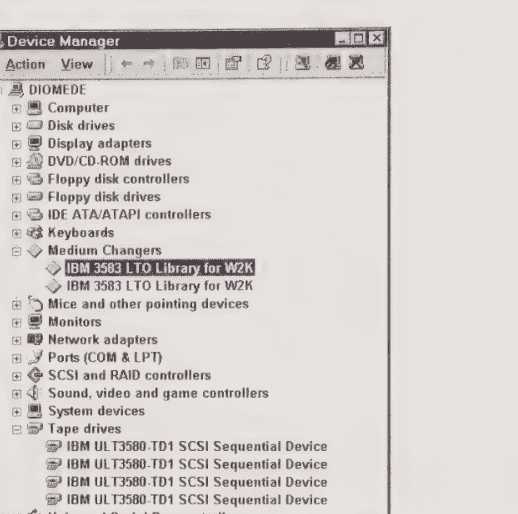 Device Manager
Action View
DIOMEDE
Computer
Disk drives
Display adapters
DVD/CD-ROM drives
Floppy disk controllers
Floppy disk drives
IDE ATA/ATAPI controllers
Keyboards
Medium Changers
IBM 3583 LTO Library for W2K
IBM 3583 LTO Library for W2K
Mice and other pointing devices
Monitors
Network adapters
Ports (COM & LPT)
SCSI and RAID controllers
Sound, video and game controllers
System devices
Tape drives
IBM ULT3580-TD1 SCSI Sequential Device
IBM ULT3580-TD1 SCSI Sequential Device
IBM ULT3580-TD1 SCSI Sequential Device
IBM ULT3580-TD1 SCSI Sequential Device